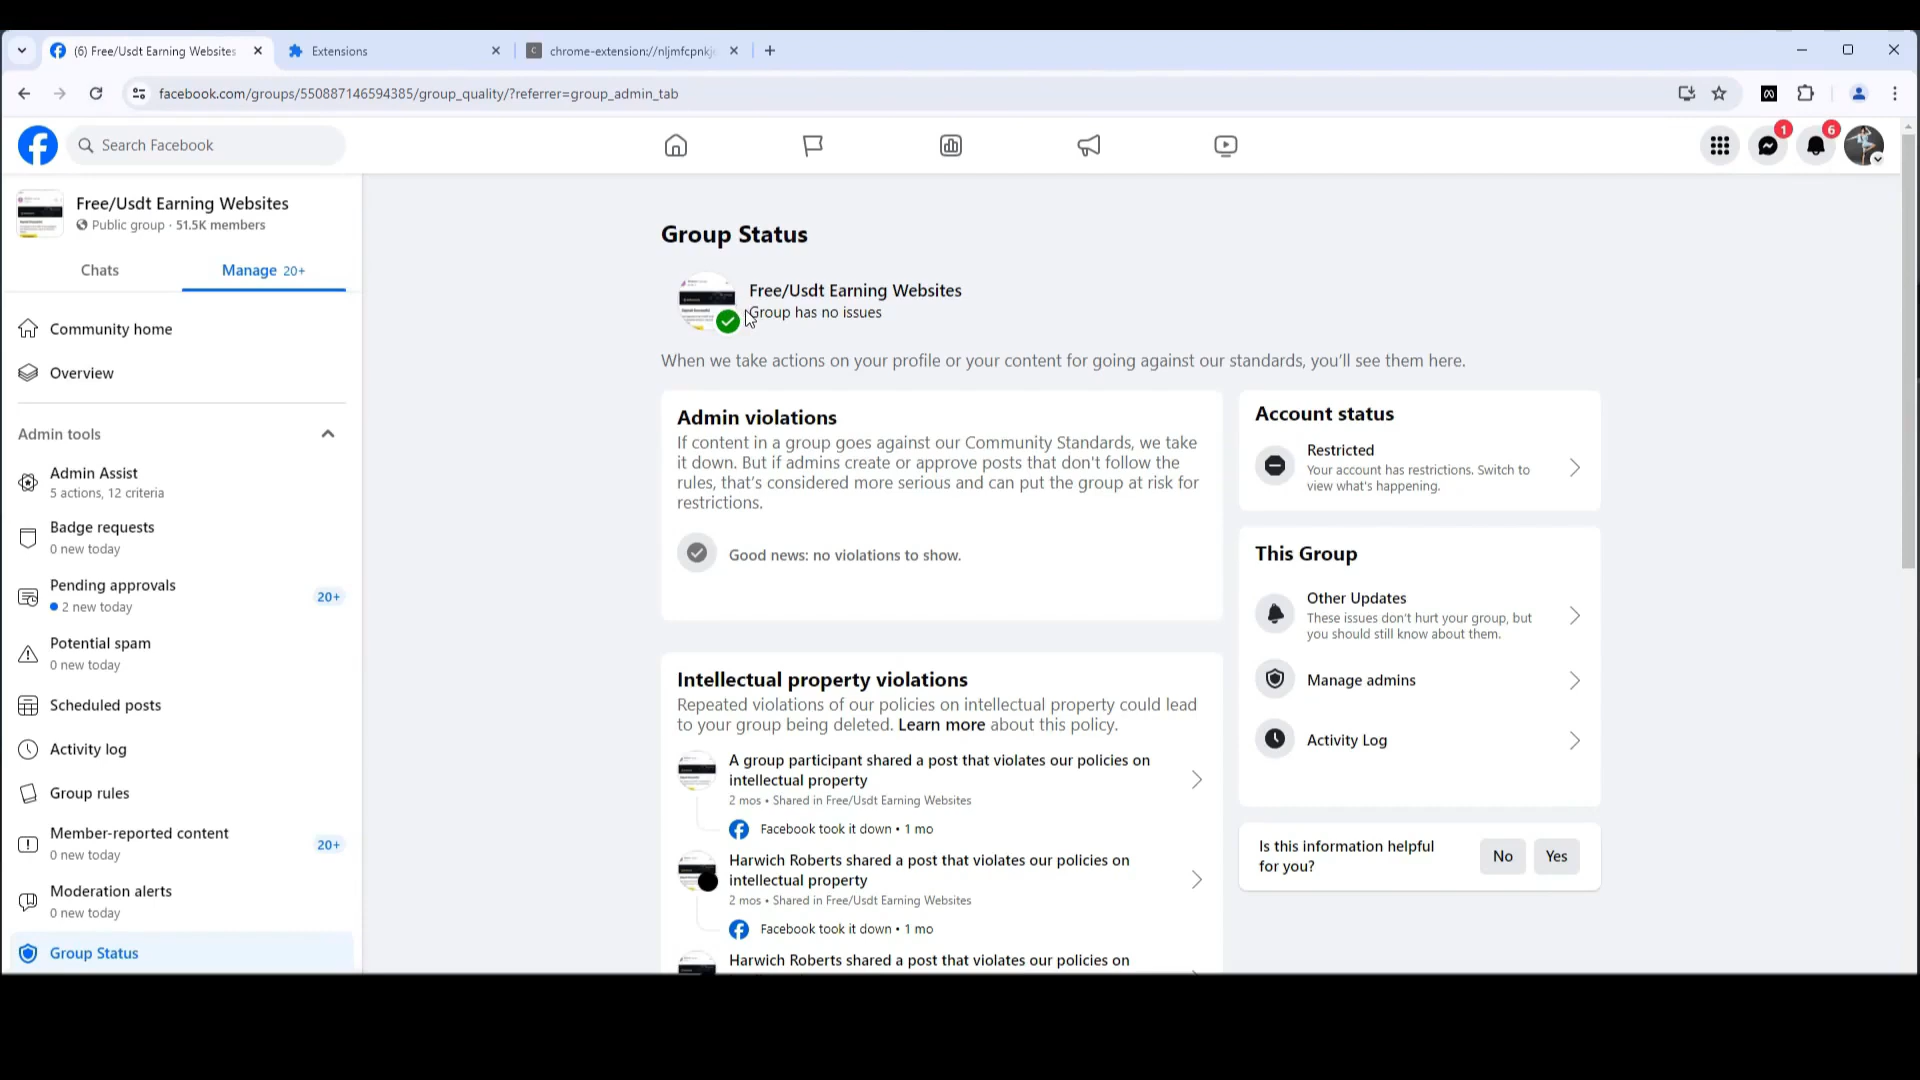 (6) Free/Usdt Earning Websites
Extensions
chrome-extension://nljmfcpnkj
facebook.com/groups/550887146594385/group_quality/?referrer=group_admin_tab
Search Facebook
1
6
Free/Usdt Earning Websites
Public group · 51.5K members
Chats
Manage 20+
Community home
Overview
Admin tools
Admin Assist
5 actions, 12 criteria
Badge requests
0 new today
Pending approvals
2 new today
20+
Potential spam
0 new today
Scheduled posts
Activity log
Group rules
Member-reported content
0 new today
20+
Moderation alerts
0 new today
Group Status
Group Status
Free/Usdt Earning Websites
Group has no issues
When we take actions on your profile or your content for going against our standards, you’ll see them here.
Admin violations
If content in a group goes against our Community Standards, we take
it down. But if admins create or approve posts that don't follow the
rules, that’s considered more serious and can put the group at risk for
restrictions.
Good news: no violations to show.
Intellectual property violations
Repeated violations of our policies on intellectual property could lead
to your group being deleted. Learn more about this policy.
A group participant shared a post that violates our policies on
intellectual property
2 mos • Shared in Free/Usdt Earning Websites
Facebook took it down • 1 mo
Harwich Roberts shared a post that violates our policies on
intellectual property
2 mos • Shared in Free/Usdt Earning Websites
Facebook took it down • 1 mo
Harwich Roberts shared a post that violates our policies on
Account status
Restricted
Your account has restrictions. Switch to
view what's happening.
This Group
Other Updates
These issues don't hurt your group, but
you should still know about them.
Manage admins
Activity Log
Is this information helpful
for you?
No
Yes